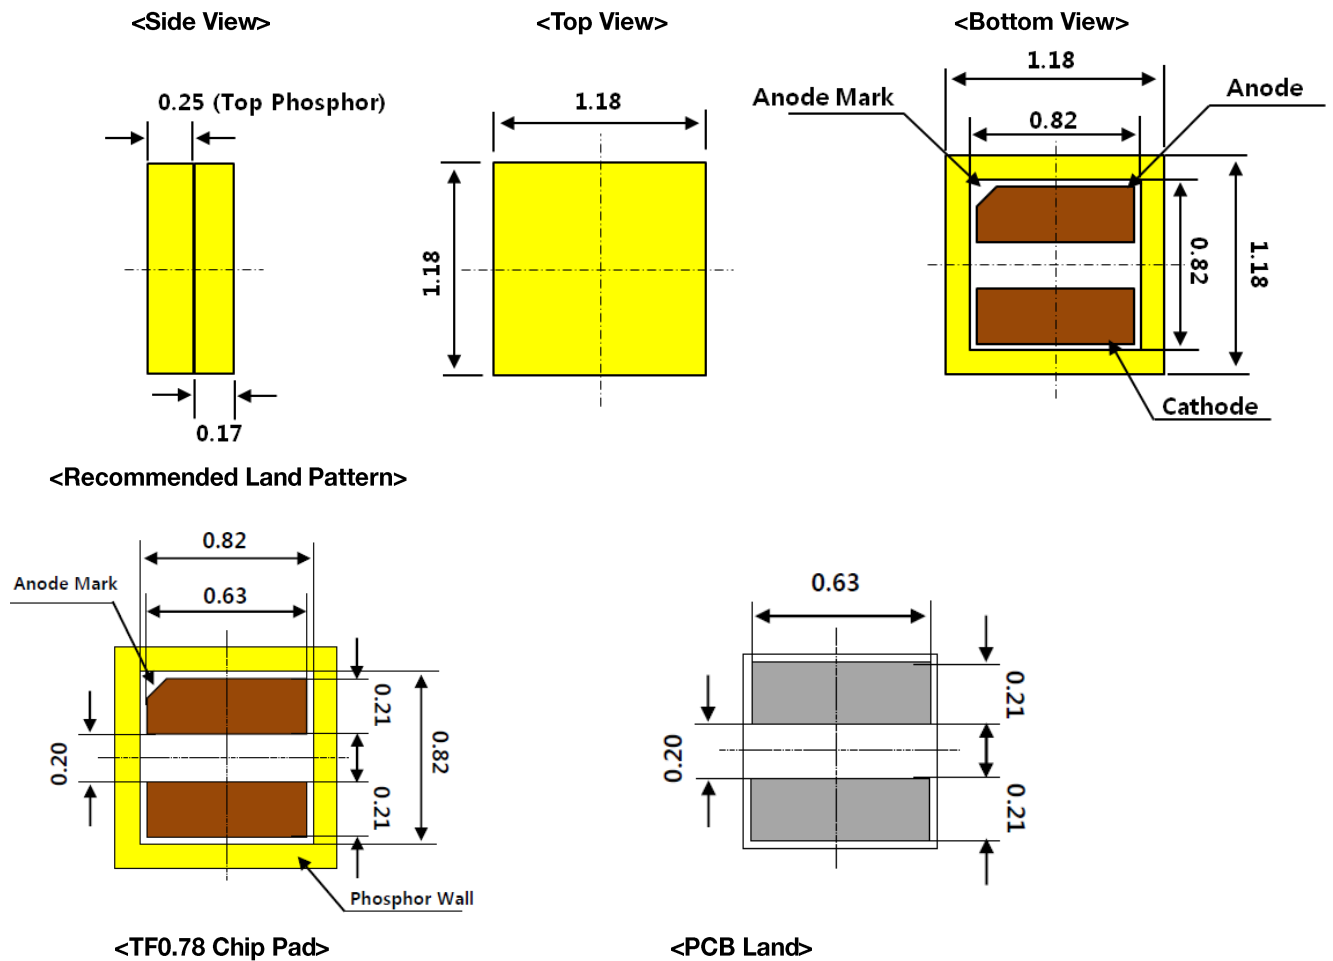 <Side View>
<Top View>
<Bottom View>
0.25 (Top Phosphor)
0.17
1.18
1.18
1.18
0.82
Anode Mark
Anode
0.82
1.18
Cathode
<Recommended Land Pattern>
0.82
0.63
Anode Mark
0.21
0.20
0.82
0.21
Phosphor Wall
<TF0.78 Chip Pad>
0.63
0.21
0.20
0.21
<PCB Land>